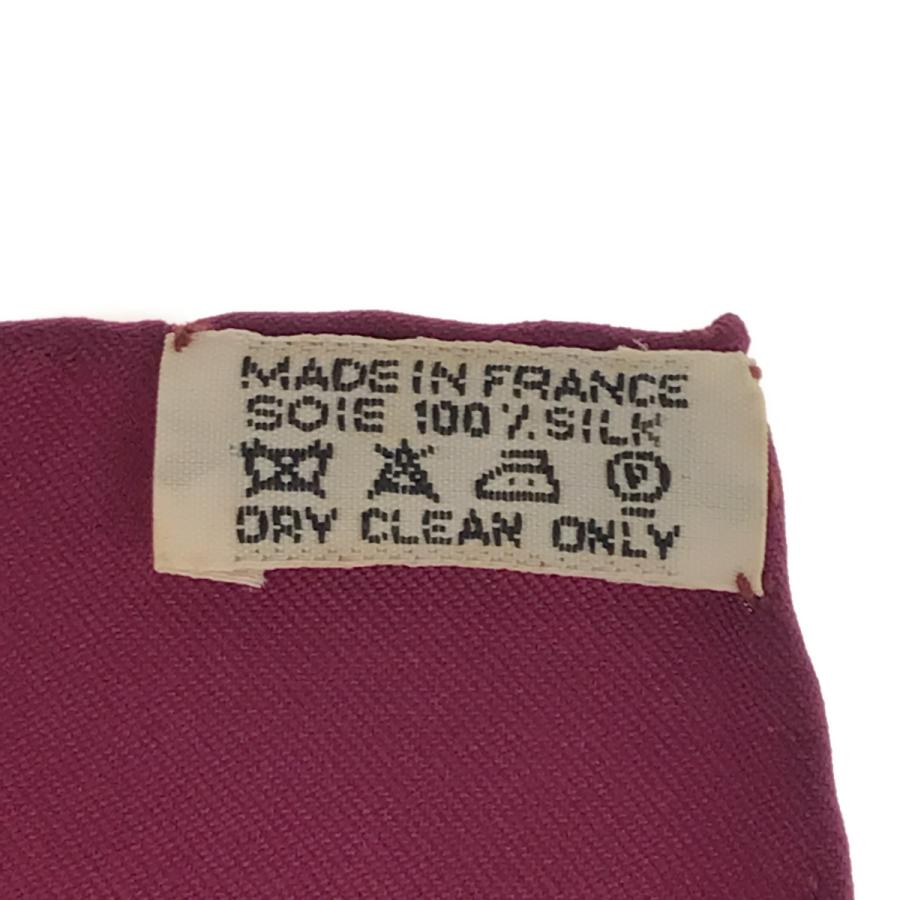 MADE IN FRANCE
SOIE 100% SILK
P
DRY CLEAN ONLY